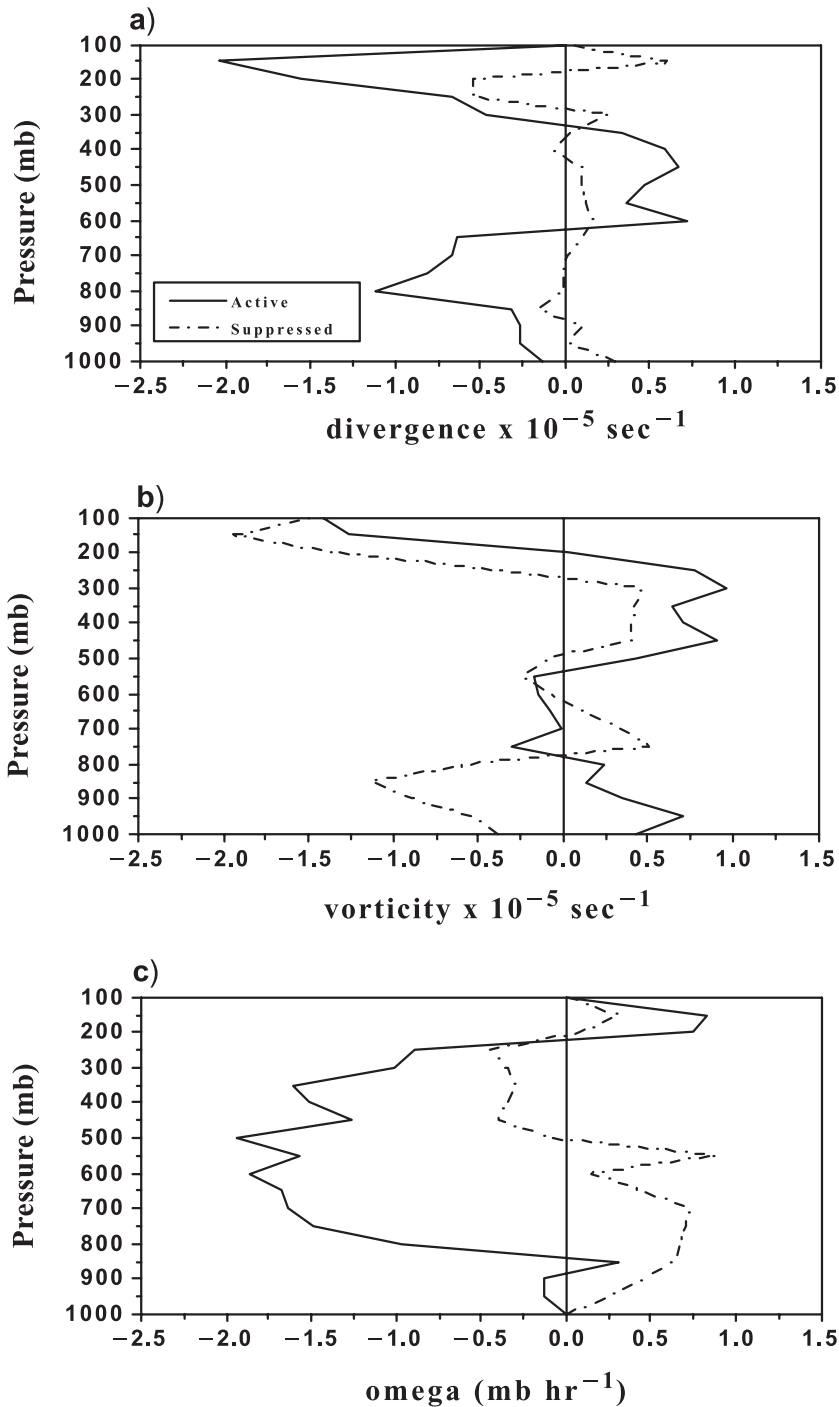 a)
Pressure (mb)
100
200
300
400
500
600
700
800
900
1000
Active
Suppressed
−2.5 −2.0 −1.5 −1.0 −0.5 0.0 0.5 1.0 1.5
divergence x 10⁻⁵ sec⁻¹
b)
Pressure (mb)
100
200
300
400
500
600
700
800
900
1000
−2.5 −2.0 −1.5 −1.0 −0.5 0.0 0.5 1.0 1.5
vorticity x 10⁻⁵ sec⁻¹
c)
Pressure (mb)
100
200
300
400
500
600
700
800
900
1000
−2.5 −2.0 −1.5 −1.0 −0.5 0.0 0.5 1.0 1.5
omega (mb hr⁻¹)